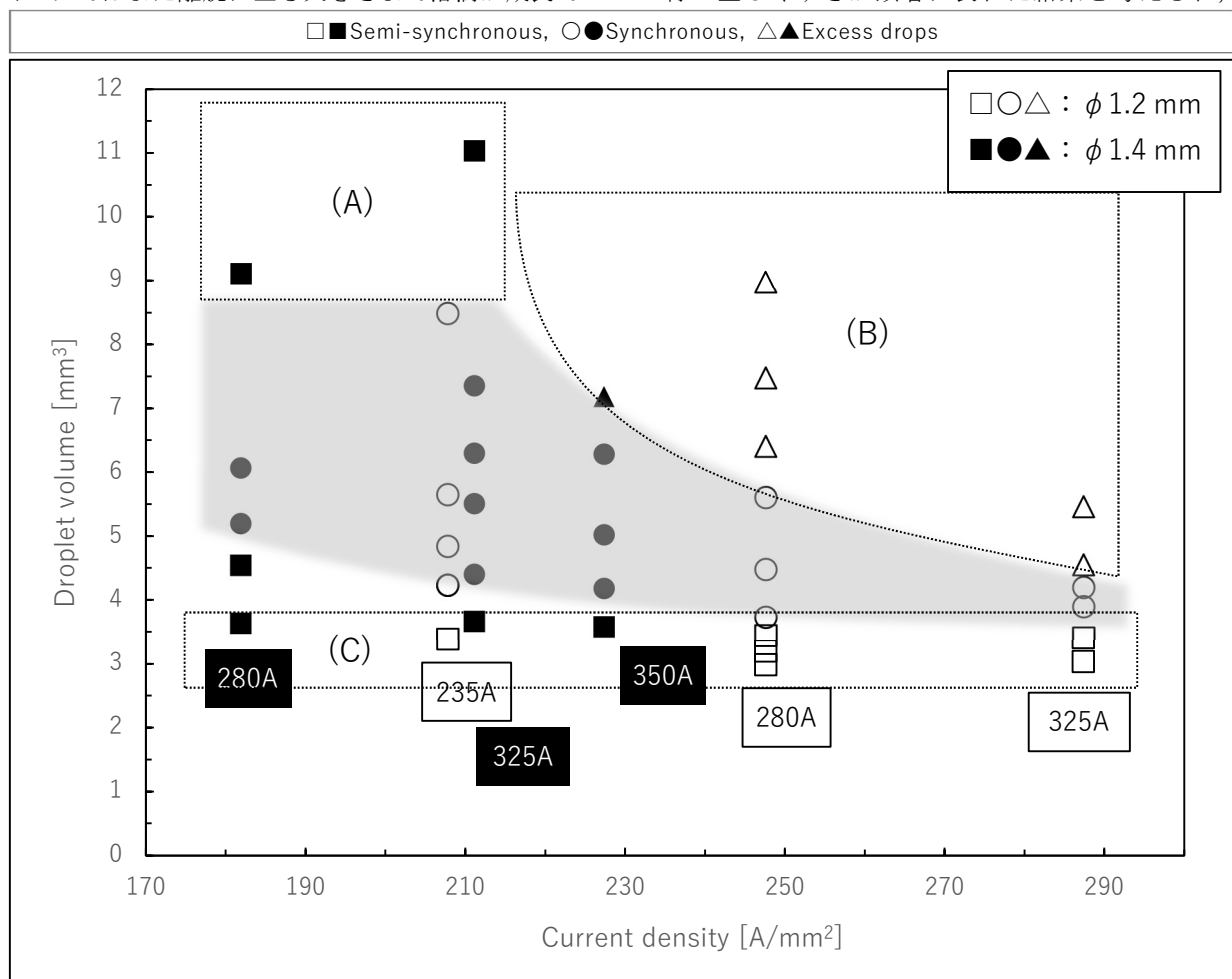 □■Semi-synchronous, ○●Synchronous, △▲Excess drops
□○△：φ1.2 mm
■●▲：φ1.4 mm
12
11
10
9
8
7
6
5
4
3
2
1
0
Droplet volume [mm³]
(A)
(B)
(C)
280A
235A
325A
350A
280A
325A
170
190
210
230
250
270
290
Current density [A/mm²]